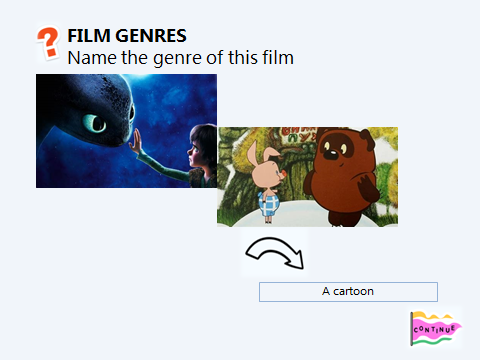 FILM GENRES
Name the genre of this film
A cartoon
CONTINUE